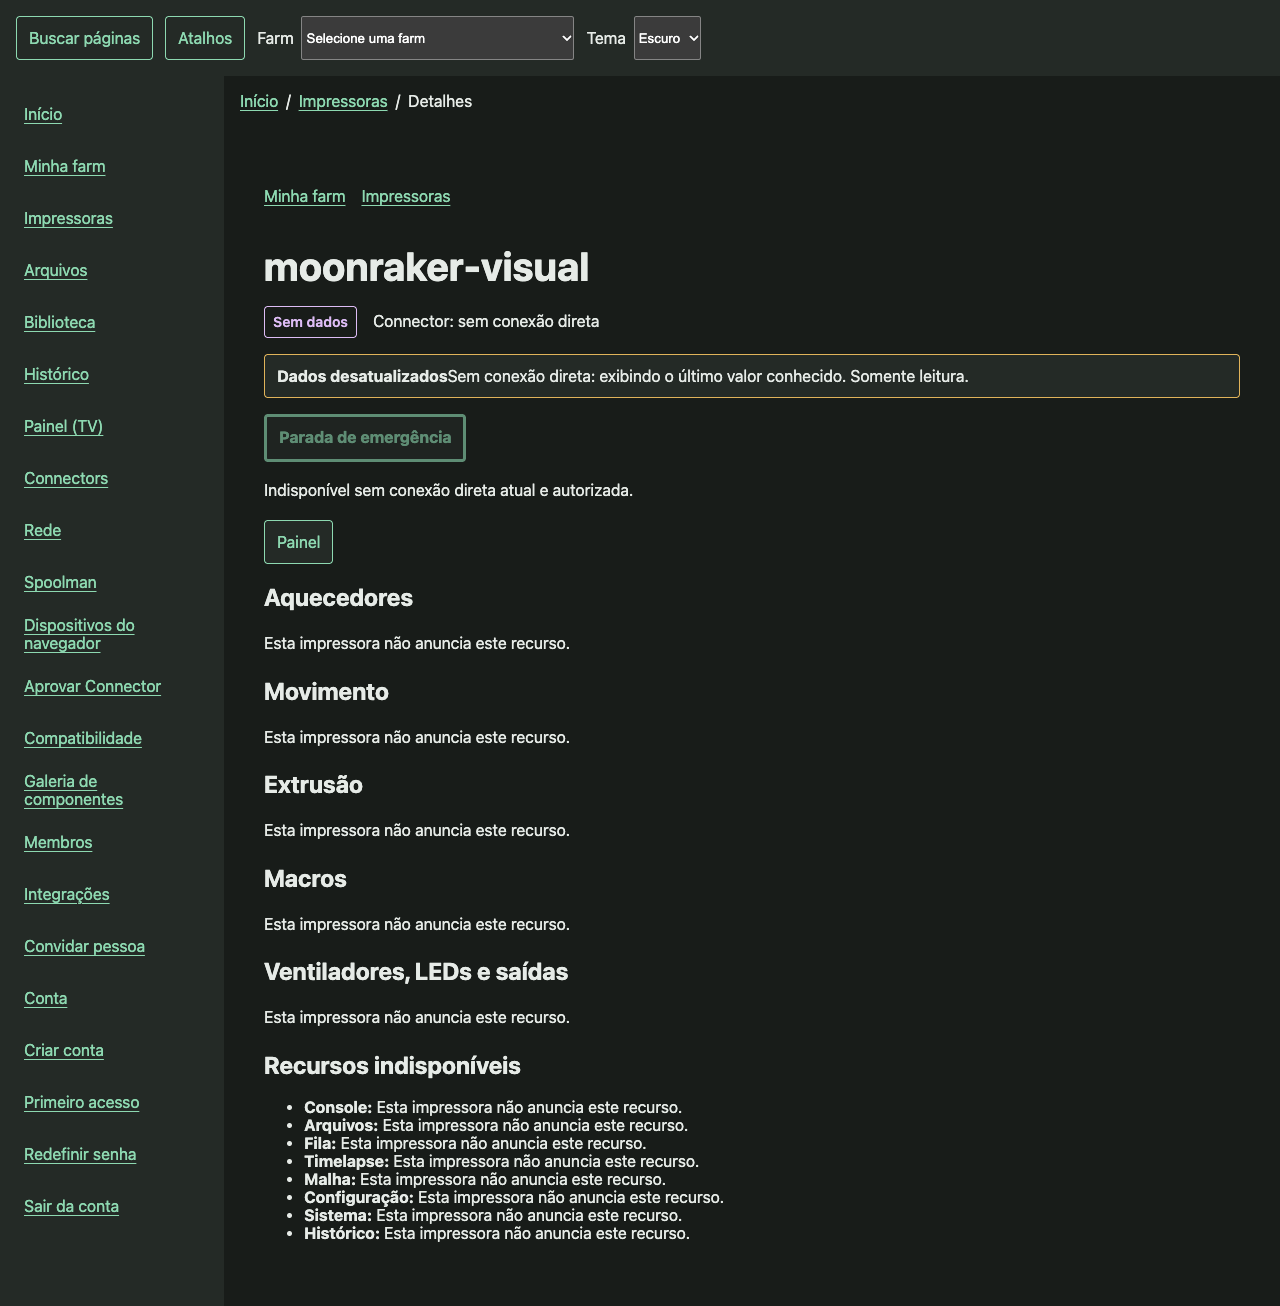 Buscar páginas Atalhos Farm Selecione uma farm Tema Escuro
Início
Minha farm
Impressoras
Arquivos
Biblioteca
Histórico
Painel (TV)
Connectors
Rede
Spoolman
Dispositivos do
navegador
Aprovar Connector
Compatibilidade
Galeria de
componentes
Membros
Integrações
Convidar pessoa
Conta
Criar conta
Primeiro acesso
Redefinir senha
Sair da conta
Início / Impressoras / Detalhes
Minha farm Impressoras
moonraker-visual
Sem dados Connector: sem conexão direta
Dados desatualizadosSem conexão direta: exibindo o último valor conhecido. Somente leitura.
Parada de emergência
Indisponível sem conexão direta atual e autorizada.
Painel
Aquecedores
Esta impressora não anuncia este recurso.
Movimento
Esta impressora não anuncia este recurso.
Extrusão
Esta impressora não anuncia este recurso.
Macros
Esta impressora não anuncia este recurso.
Ventiladores, LEDs e saídas
Esta impressora não anuncia este recurso.
Recursos indisponíveis
• Console: Esta impressora não anuncia este recurso.
• Arquivos: Esta impressora não anuncia este recurso.
• Fila: Esta impressora não anuncia este recurso.
• Timelapse: Esta impressora não anuncia este recurso.
• Malha: Esta impressora não anuncia este recurso.
• Configuração: Esta impressora não anuncia este recurso.
• Sistema: Esta impressora não anuncia este recurso.
• Histórico: Esta impressora não anuncia este recurso.